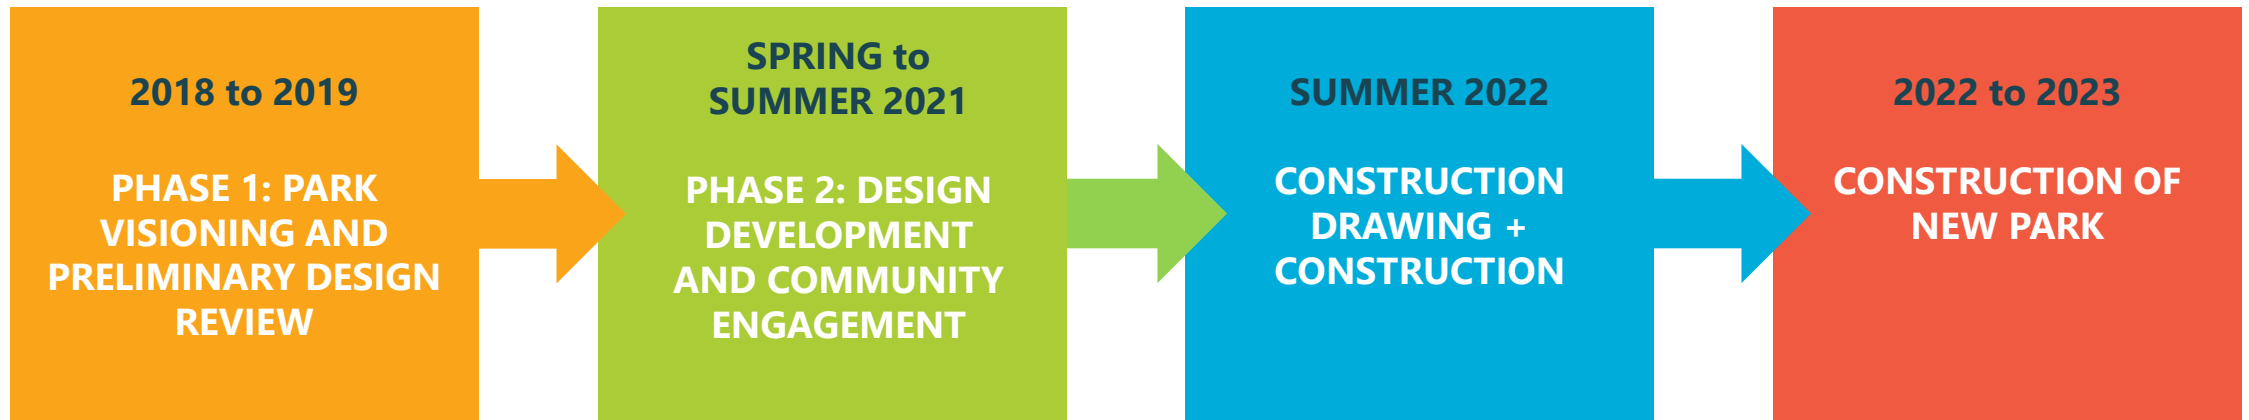 2018 to 2019
PHASE 1: PARK
VISIONING AND
PRELIMINARY DESIGN
REVIEW
SPRING to
SUMMER 2021
PHASE 2: DESIGN
DEVELOPMENT
AND COMMUNITY
ENGAGEMENT
SUMMER 2022
CONSTRUCTION
DRAWING +
CONSTRUCTION
2022 to 2023
CONSTRUCTION OF
NEW PARK